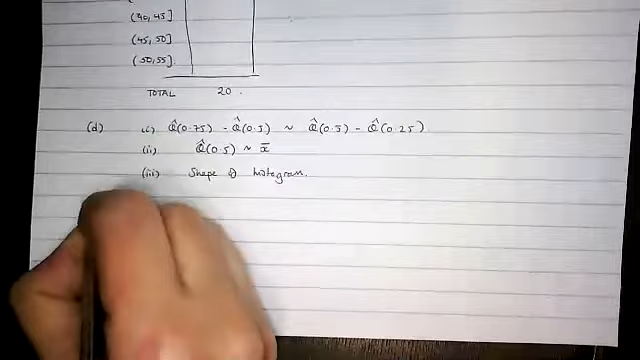 (40, 45]
(45, 50]
(50, 55].
TOTAL 20.
(d) (i) Q̂(0.75) - Q̂(0.5) ~ Q̂(0.5) - Q̂(0.25)
(ii) Q̂(0.5) ~ x̄
(iii) Shape of histogram.